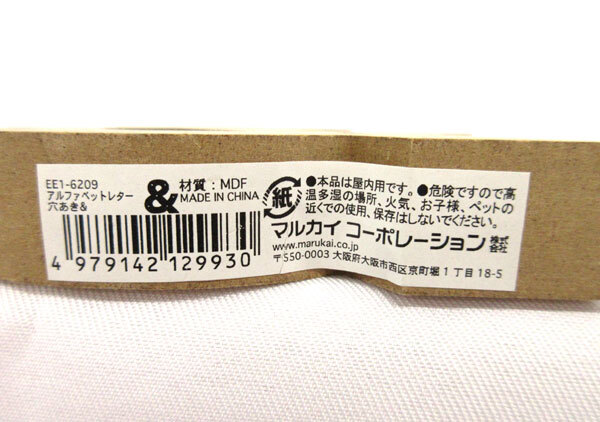 EE1-6209
アルファベットレター
穴あき&
&
材質：MDF
MADE IN CHINA
4 979142 129930
紙
●本品は屋内用です。●危険ですので高
温多湿の場所、火気、お子様、ペットの
近くでの使用、保存はしないでください。
マルカイ コーポレーション 株式会社
www.marukai.co.jp
〒550-0003 大阪府大阪市西区京町堀1丁目18-5